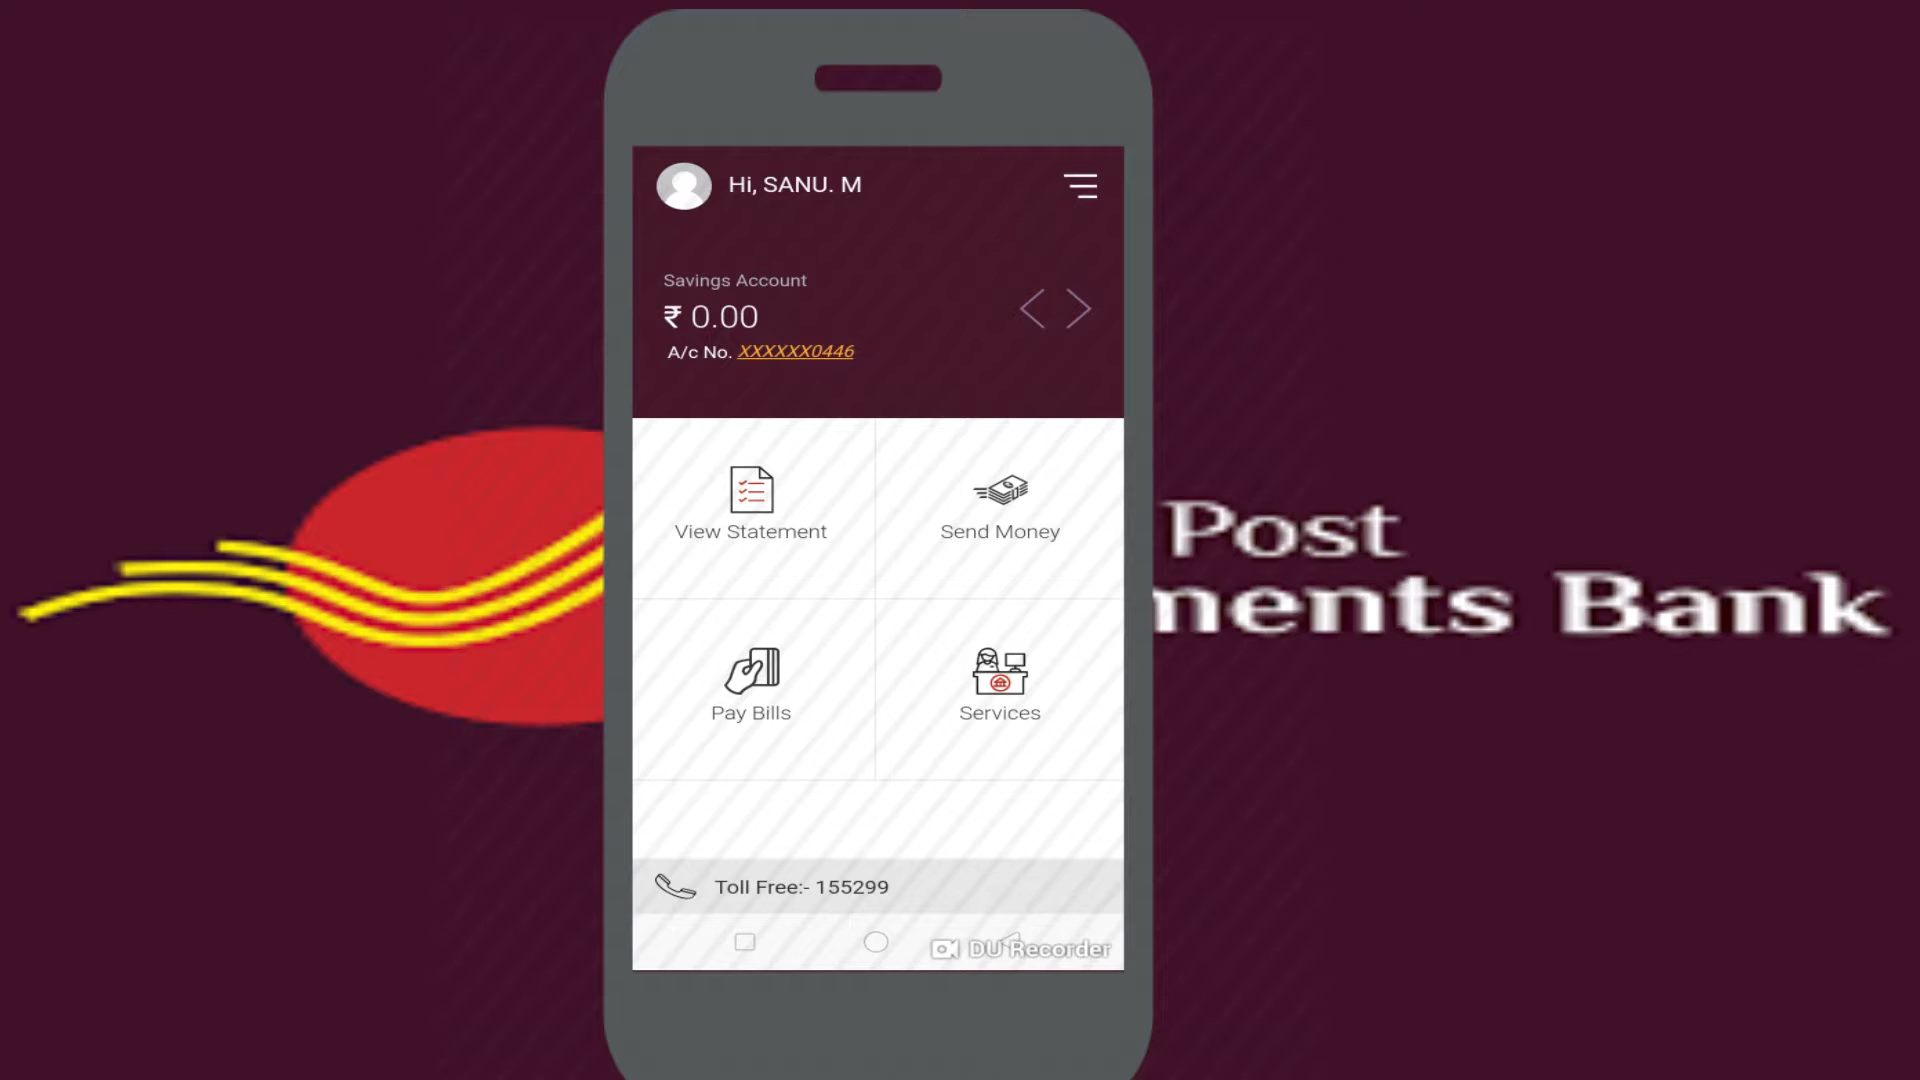 Hi, SANU. M
Savings Account
₹ 0.00
A/c No. XXXXXX0446
View Statement
Send Money
Pay Bills
Services
Toll Free:- 155299
DU Recorder
Post
ments Bank